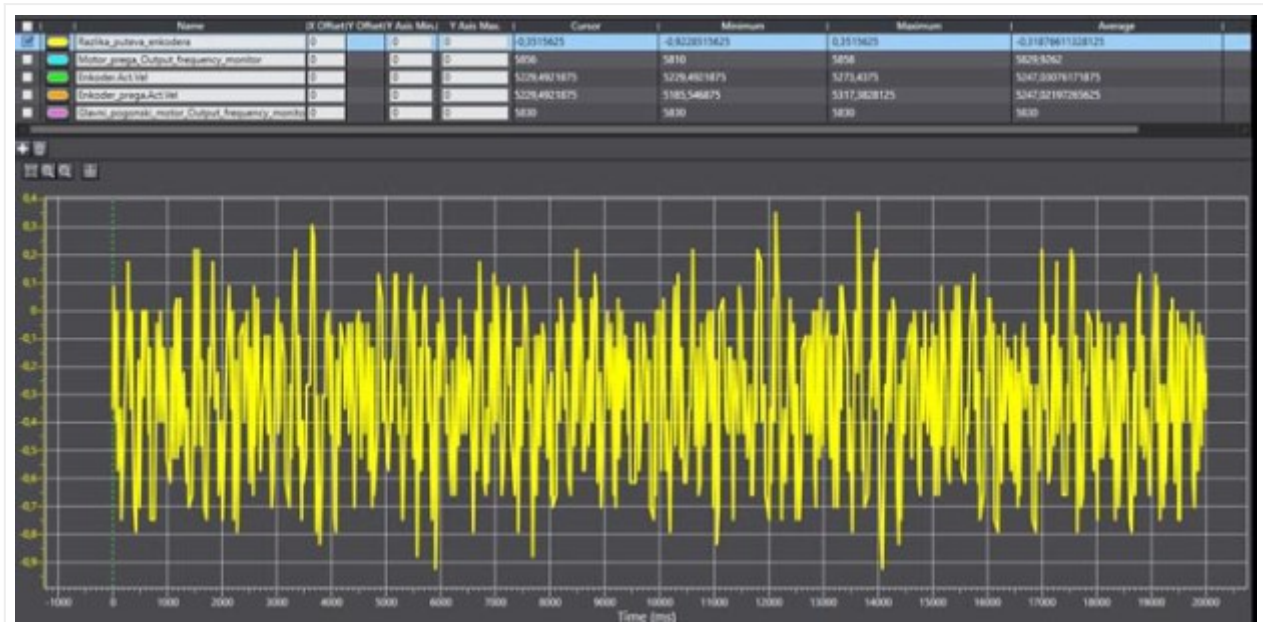 Name X Offset Y Offset Y Axis Min. Y Axis Max. Cursor Minimum Maximum Average
Razlika_puteva_enkodera 0 0 0 -0,3515625 -0,9228515625 0,3515625 -0,31876611328125
Motor_prega_Output_frequency_monitor 0 0 0 5856 5810 5858 5829,9262
Enkoder.Act.Vel 0 0 0 5229,4921875 5229,4921875 5273,4375 5247,03076171875
Enkoder_prega.Act.Vel 0 0 0 5229,4921875 5185,546875 5317,3828125 5247,02197265625
Glavni_pogonski_motor_Output_frequency_monito 0 0 0 5830 5830 5830 5830
0,4
0,3
0,2
0,1
0
-0,1
-0,2
-0,3
-0,4
-0,5
-0,6
-0,7
-0,8
-0,9
-1000 0 1000 2000 3000 4000 5000 6000 7000 8000 9000 10000 11000 12000 13000 14000 15000 16000 17000 18000 19000 20000
Time (ms)